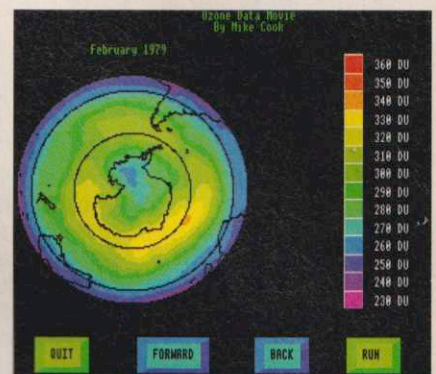 Ozone Data Movie
By Mike Cook
February 1979
360 DU
350 DU
340 DU
330 DU
320 DU
310 DU
300 DU
290 DU
280 DU
270 DU
260 DU
250 DU
240 DU
230 DU
QUIT FORWARD BACK RUN